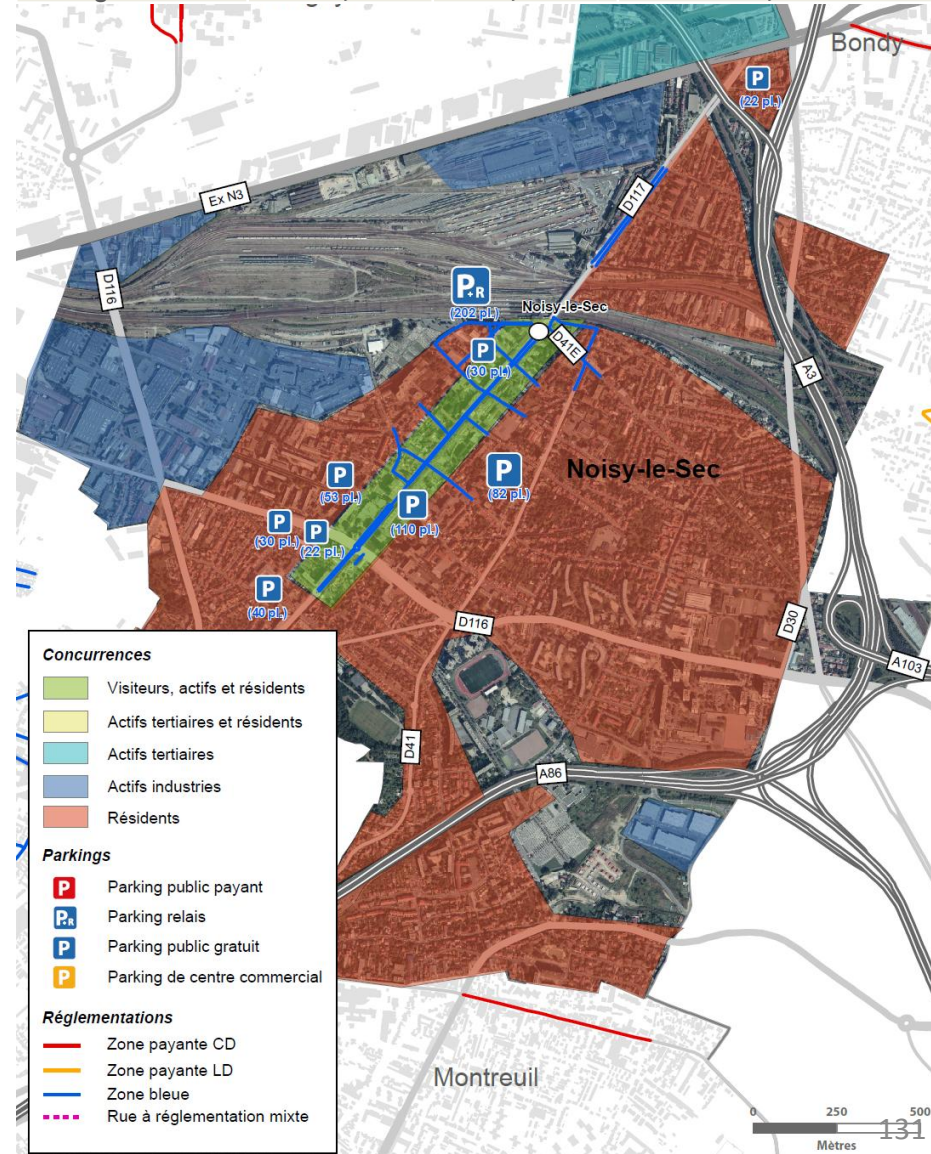 Bondy
P
(22 pl.)
Ex N3
D117
D116
P+R
(202 pl.)
Noisy-le-Sec
D41E
P
(30 pl.)
A3
P
(53 pl.)
P
(82 pl.)
Noisy-le-Sec
P
(110 pl.)
P
(30 pl.)
P
(22 pl.)
P
(40 pl.)
D116
D30
A103
D41
A86
Concurrences
Visiteurs, actifs et résidents
Actifs tertiaires et résidents
Actifs tertiaires
Actifs industries
Résidents
Parkings
P Parking public payant
P+R Parking relais
P Parking public gratuit
P Parking de centre commercial
Réglementations
Zone payante CD
Zone payante LD
Zone bleue
Rue à réglementation mixte
Montreuil
0 250 500
Mètres
131